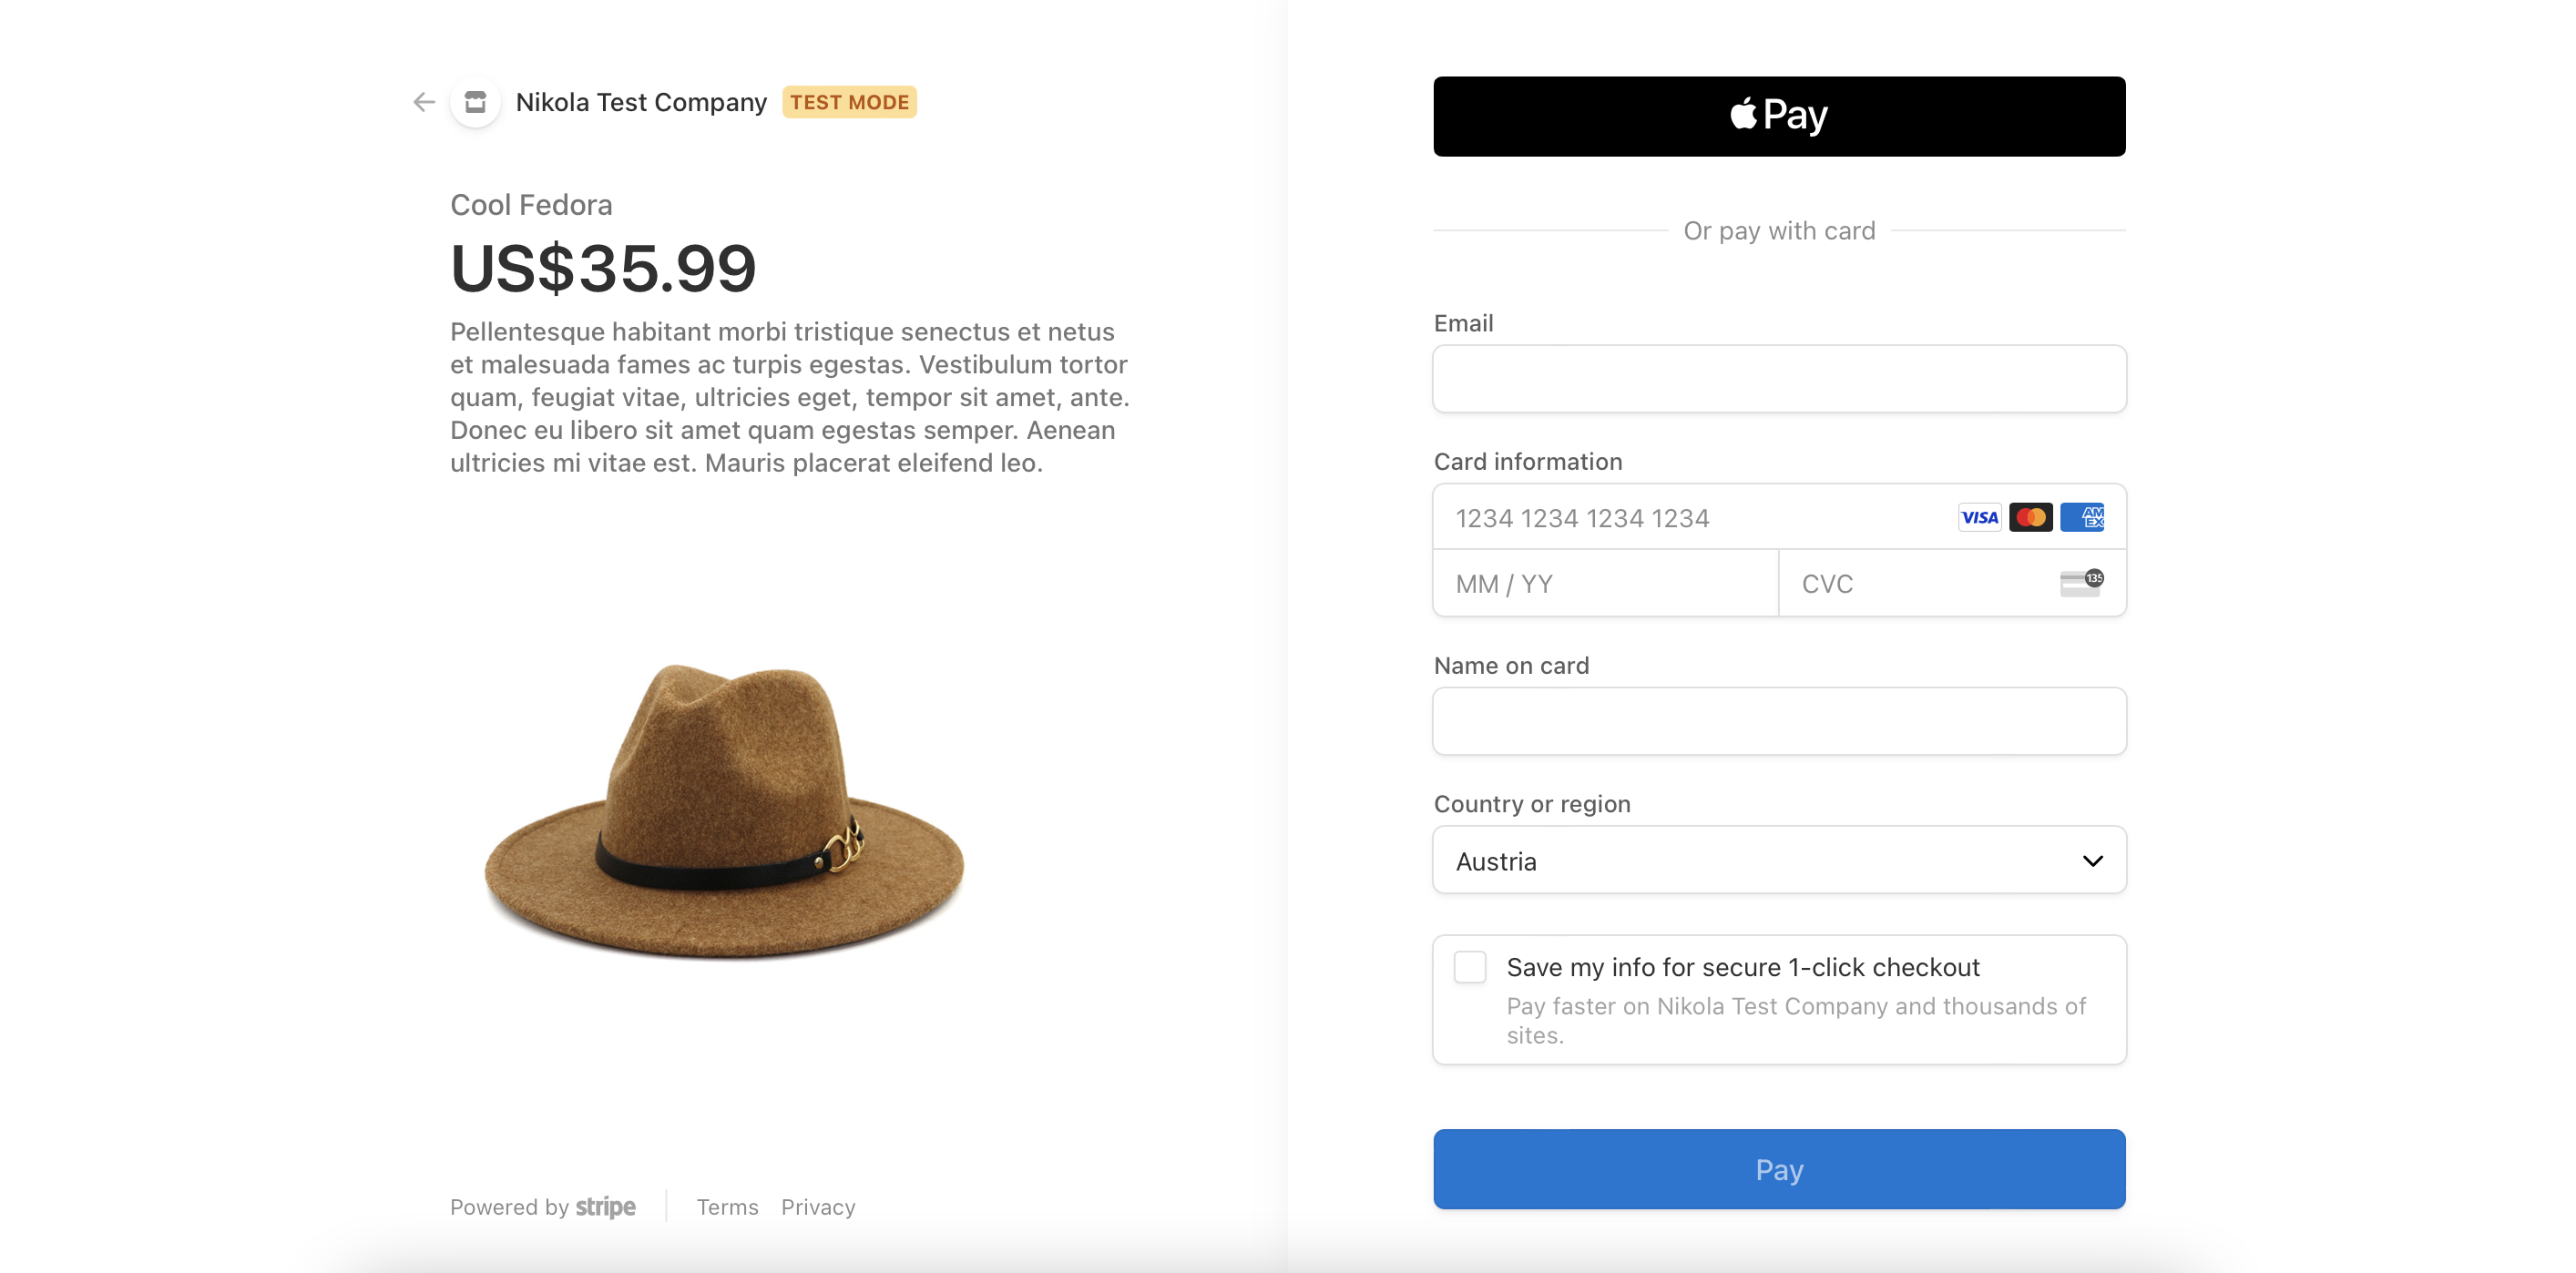 Nikola Test Company TEST MODE
Cool Fedora
US$35.99
Pellentesque habitant morbi tristique senectus et netus
et malesuada fames ac turpis egestas. Vestibulum tortor
quam, feugiat vitae, ultricies eget, tempor sit amet, ante.
Donec eu libero sit amet quam egestas semper. Aenean
ultricies mi vitae est. Mauris placerat eleifend leo.
Powered by stripe Terms Privacy
Pay
Or pay with card
Email
Card information
1234 1234 1234 1234 VISA AMEX
MM / YY CVC 135
Name on card
Country or region
Austria
Save my info for secure 1-click checkout
Pay faster on Nikola Test Company and thousands of
sites.
Pay